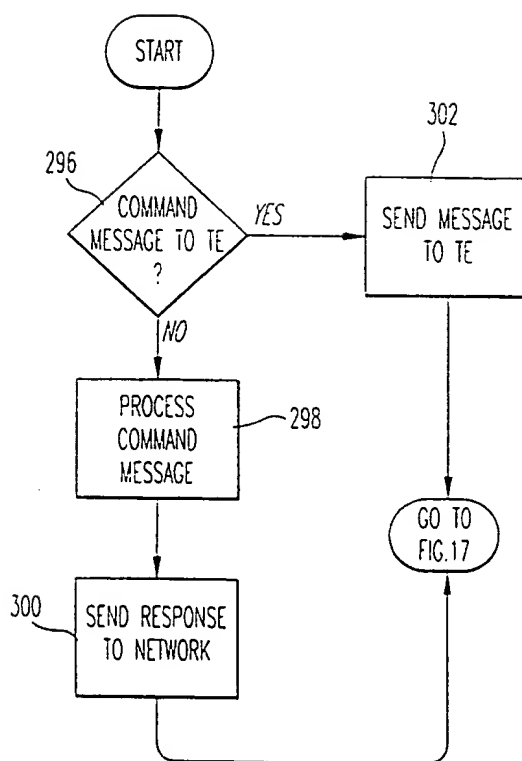 START
296
COMMAND
MESSAGE TO TE
?
YES
302
SEND MESSAGE
TO TE
NO
PROCESS
COMMAND
MESSAGE
298
GO TO
FIG.17
300
SEND RESPONSE
TO NETWORK